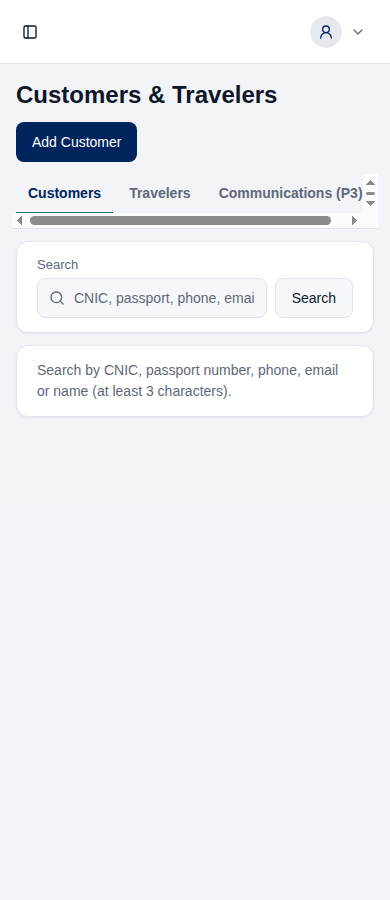 Customers & Travelers
Add Customer
Customers Travelers Communications (P3)
Search
CNIC, passport, phone, emai Search
Search by CNIC, passport number, phone, email
or name (at least 3 characters).